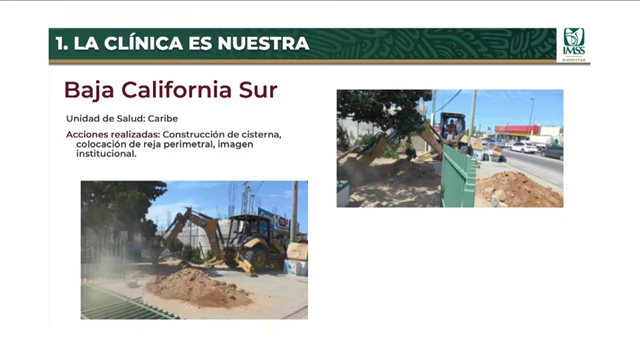 1. LA CLÍNICA ES NUESTRA
IMSS
BIENESTAR
Baja California Sur
Unidad de Salud: Caribe
Acciones realizadas: Construcción de cisterna,
colocación de reja perimetral, imagen
institucional.